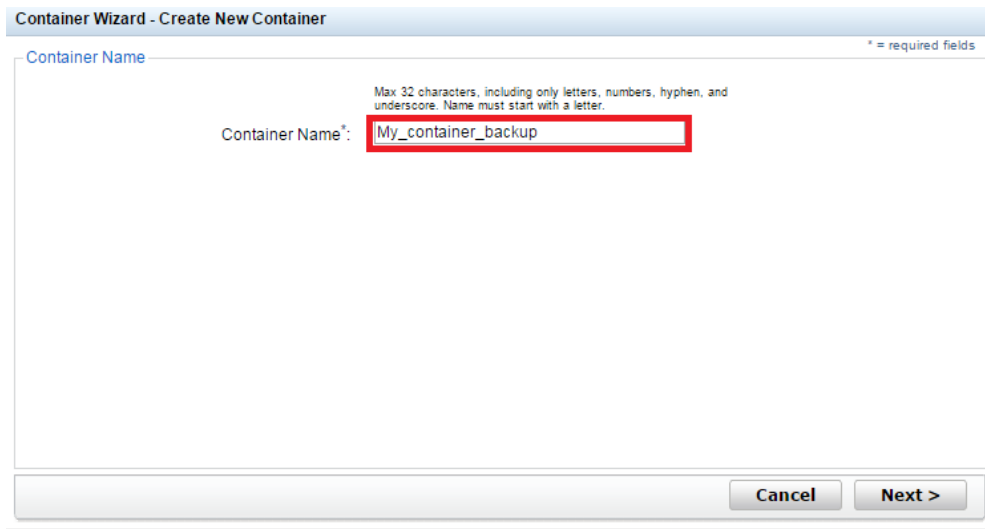 Container Wizard - Create New Container
* = required fields
Container Name
Max 32 characters, including only letters, numbers, hyphen, and
underscore. Name must start with a letter.
Container Name*: My_container_backup
Cancel Next >